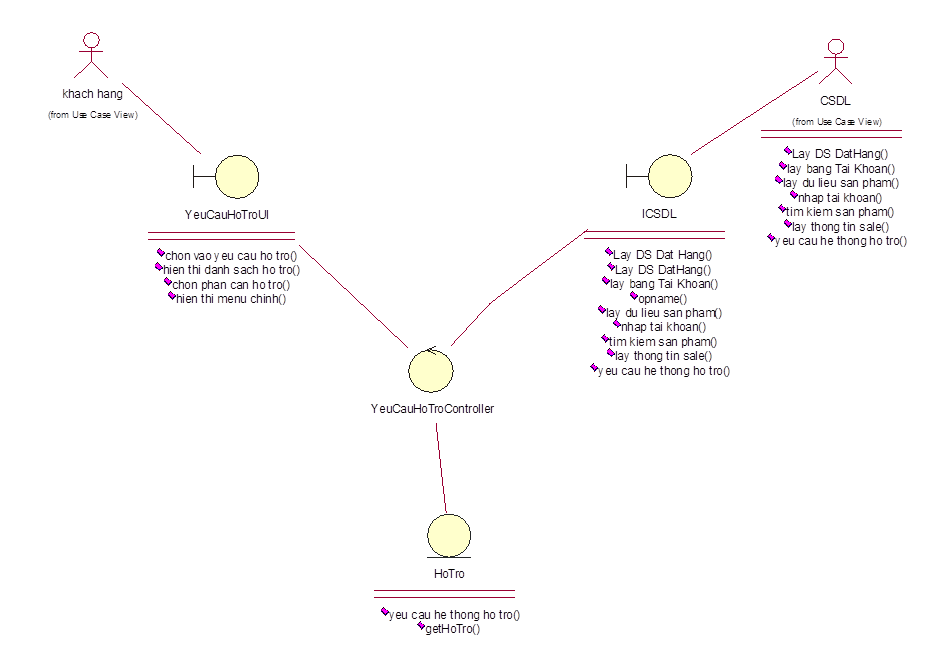 khach hang
(from Use Case View)
CSDL
(from Use Case View)
Lay DS DatHang()
lay bang Tai Khoan()
lay du lieu san pham()
nhap tai khoan()
tim kiem san pham()
lay thong tin sale()
yeu cau he thong ho tro()
YeuCauHoTroUI
chon vao yeu cau ho tro()
hien thi danh sach ho tro()
chon phan can ho tro()
hien thi menu chinh()
ICSDL
Lay DS Dat Hang()
Lay DS DatHang()
lay bang Tai Khoan()
opname()
lay du lieu san pham()
nhap tai khoan()
tim kiem san pham()
lay thong tin sale()
yeu cau he thong ho tro()
YeuCauHoTroController
HoTro
yeu cau he thong ho tro()
getHoTro()